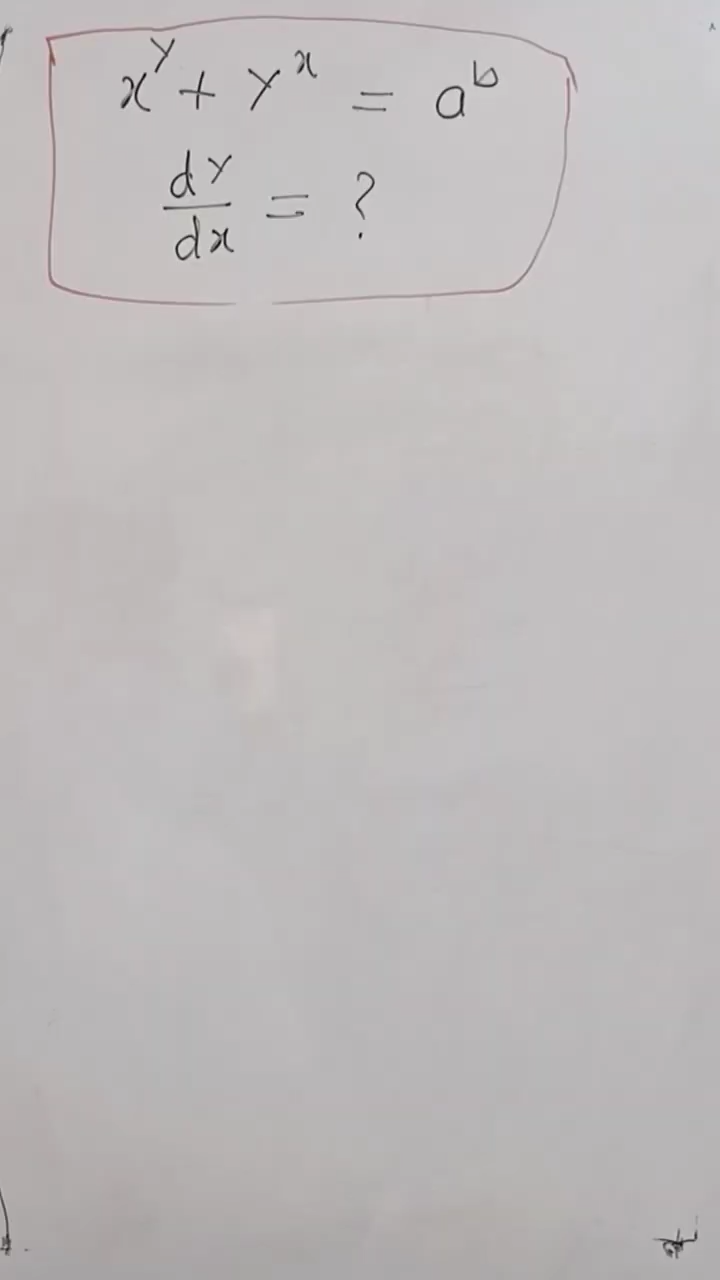 x^y + y^x = a^b
dy/dx = ?